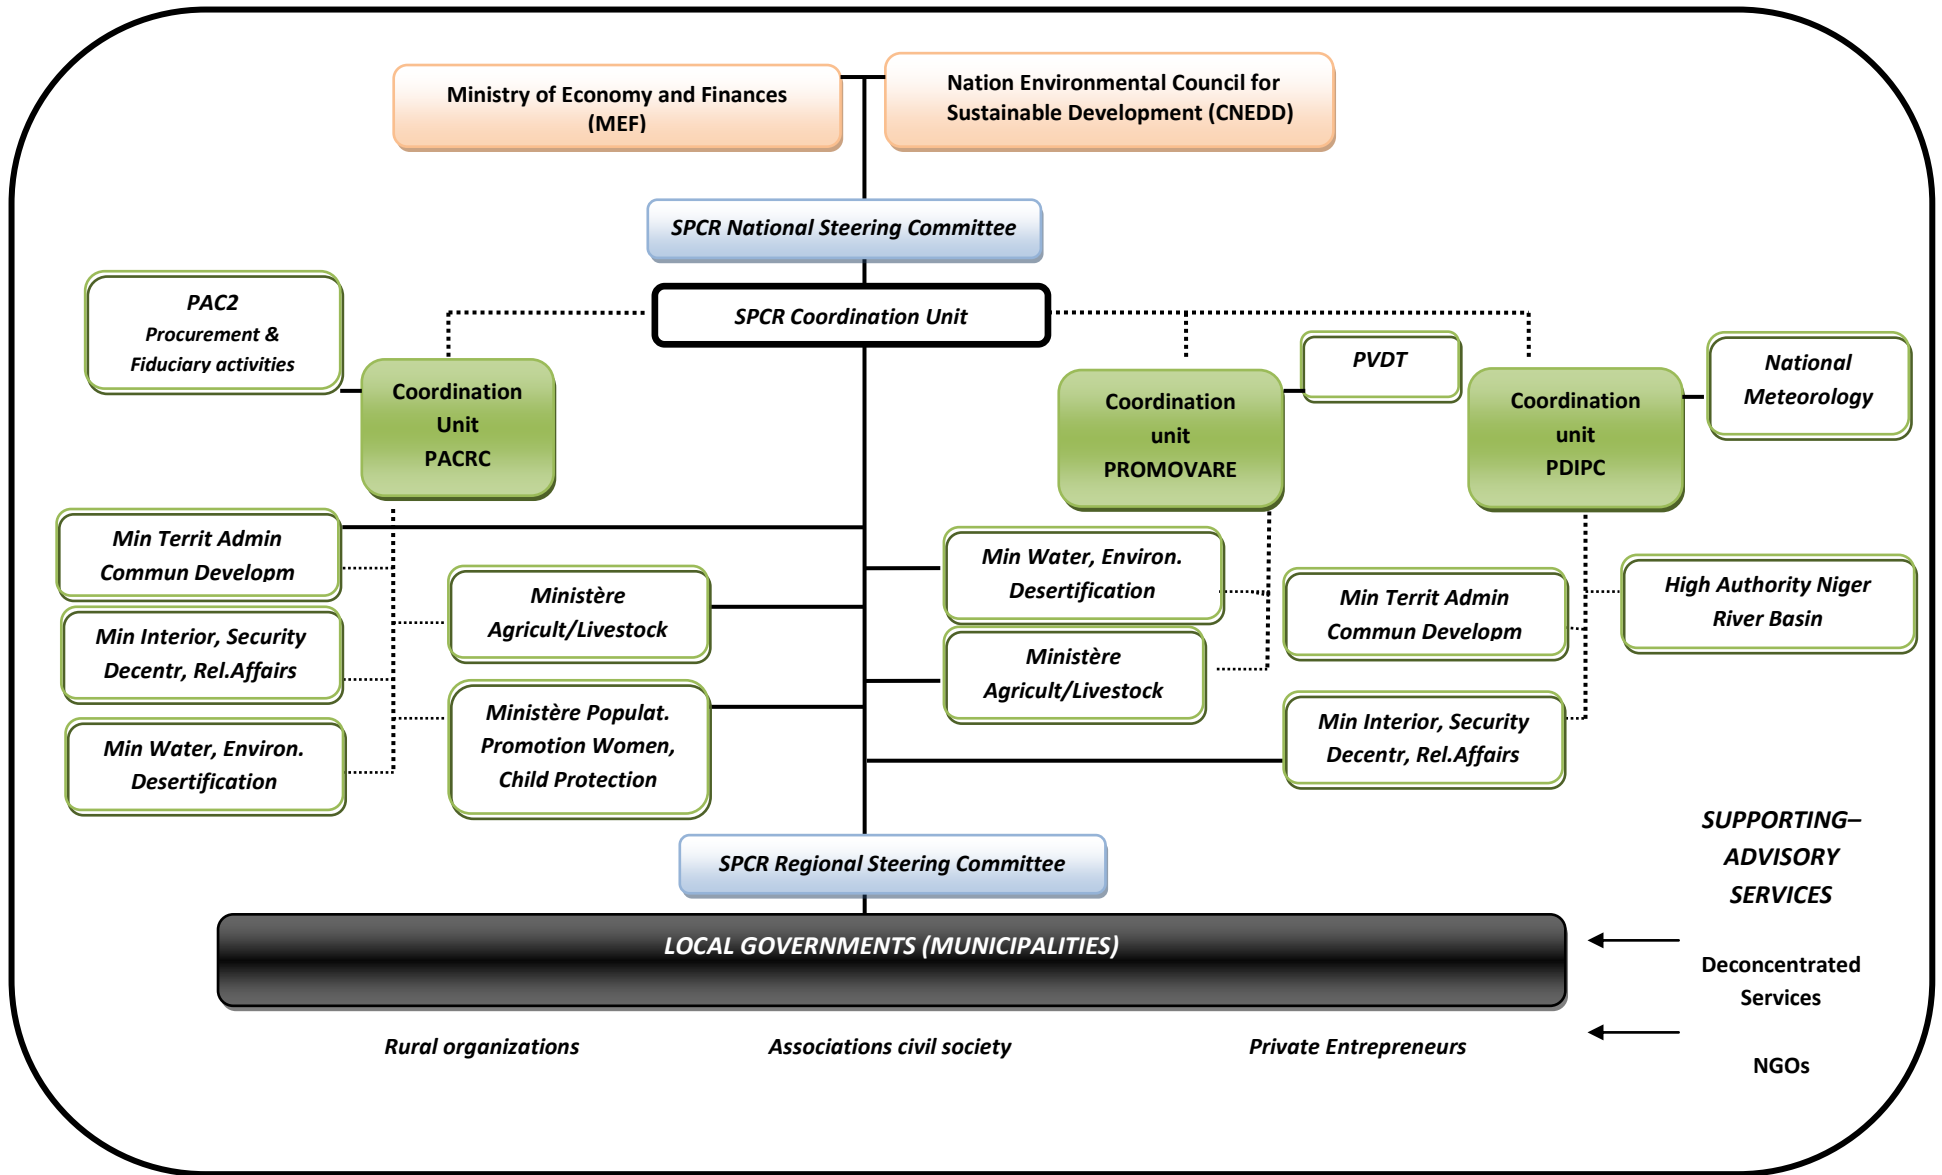 Ministry of Economy and Finances
(MEF)
Nation Environmental Council for
Sustainable Development (CNEDD)
SPCR National Steering Committee
PAC2
Procurement &
Fiduciary activities
SPCR Coordination Unit
Coordination
Unit
PACRC
Coordination
unit
PROMOVARE
PVDT
Coordination
unit
PDIPC
National
Meteorology
Min Territ Admin
Commun Developm
Min Interior, Security
Decentr, Rel.Affairs
Min Water, Environ.
Desertification
Ministère
Agricult/Livestock
Ministère Populat.
Promotion Women,
Child Protection
Min Water, Environ.
Desertification
Ministère
Agricult/Livestock
Min Territ Admin
Commun Developm
Min Interior, Security
Decentr, Rel.Affairs
High Authority Niger
River Basin
SPCR Regional Steering Committee
LOCAL GOVERNMENTS (MUNICIPALITIES)
Rural organizations
Associations civil society
Private Entrepreneurs
SUPPORTING–
ADVISORY
SERVICES
Deconcentrated
Services
NGOs